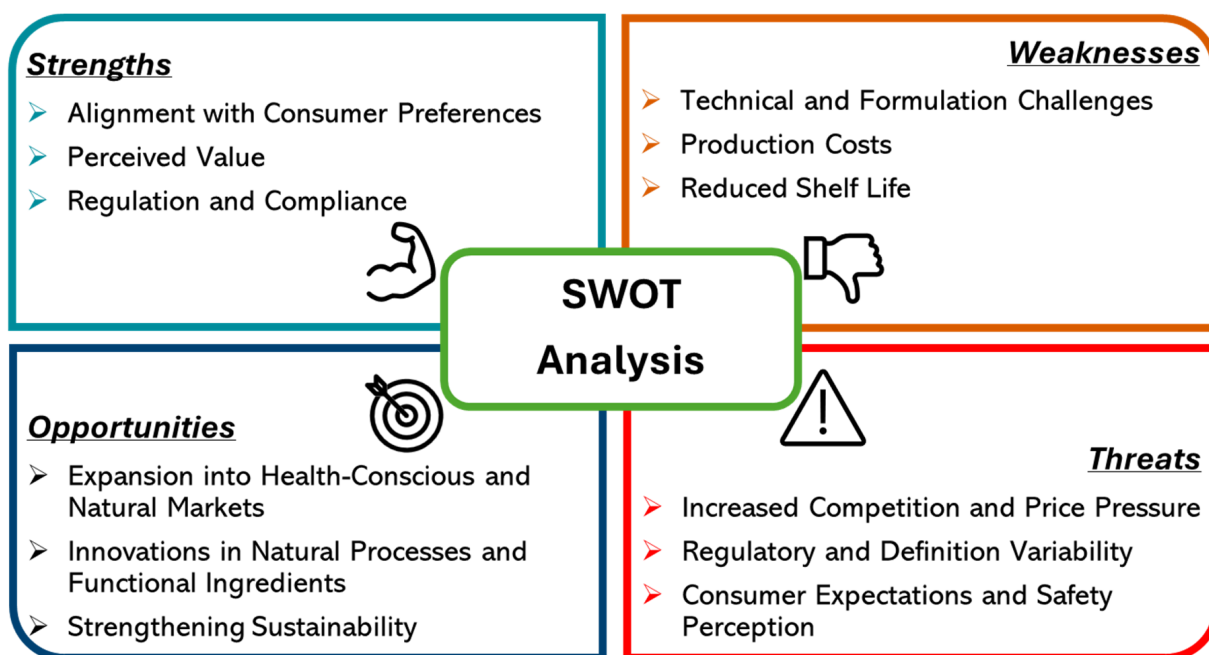 Strengths
Alignment with Consumer Preferences
Perceived Value
Regulation and Compliance
Weaknesses
Technical and Formulation Challenges
Production Costs
Reduced Shelf Life
SWOT
Analysis
Opportunities
Expansion into Health-Conscious and
Natural Markets
Innovations in Natural Processes and
Functional Ingredients
Strengthening Sustainability
Threats
Increased Competition and Price Pressure
Regulatory and Definition Variability
Consumer Expectations and Safety
Perception